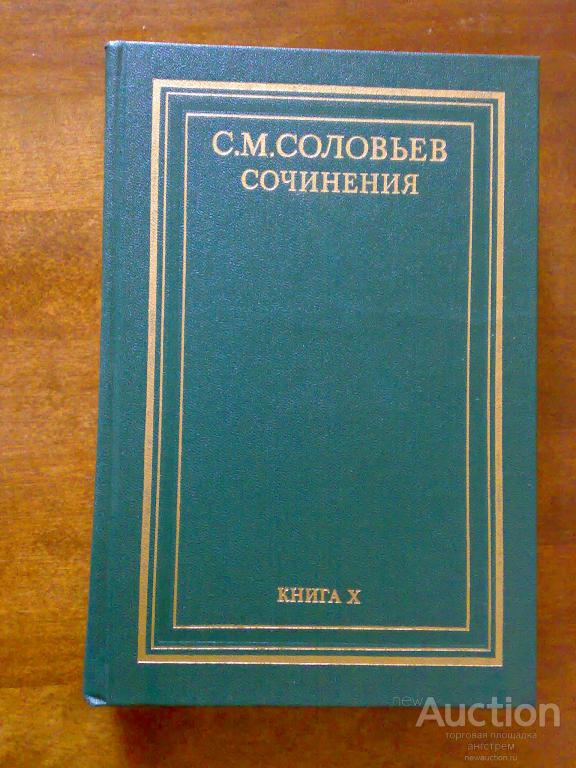 С.М.СОЛОВЬЕВ
СОЧИНЕНИЯ
КНИГА X
newAuction
торговая площадка
ангстрем
newauction.ru